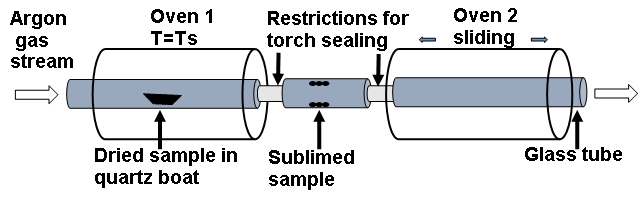 Argon
gas
stream
Oven 1
T=Ts
Restrictions for
torch sealing
Oven 2
sliding
Dried sample in
quartz boat
Sublimed
sample
Glass tube